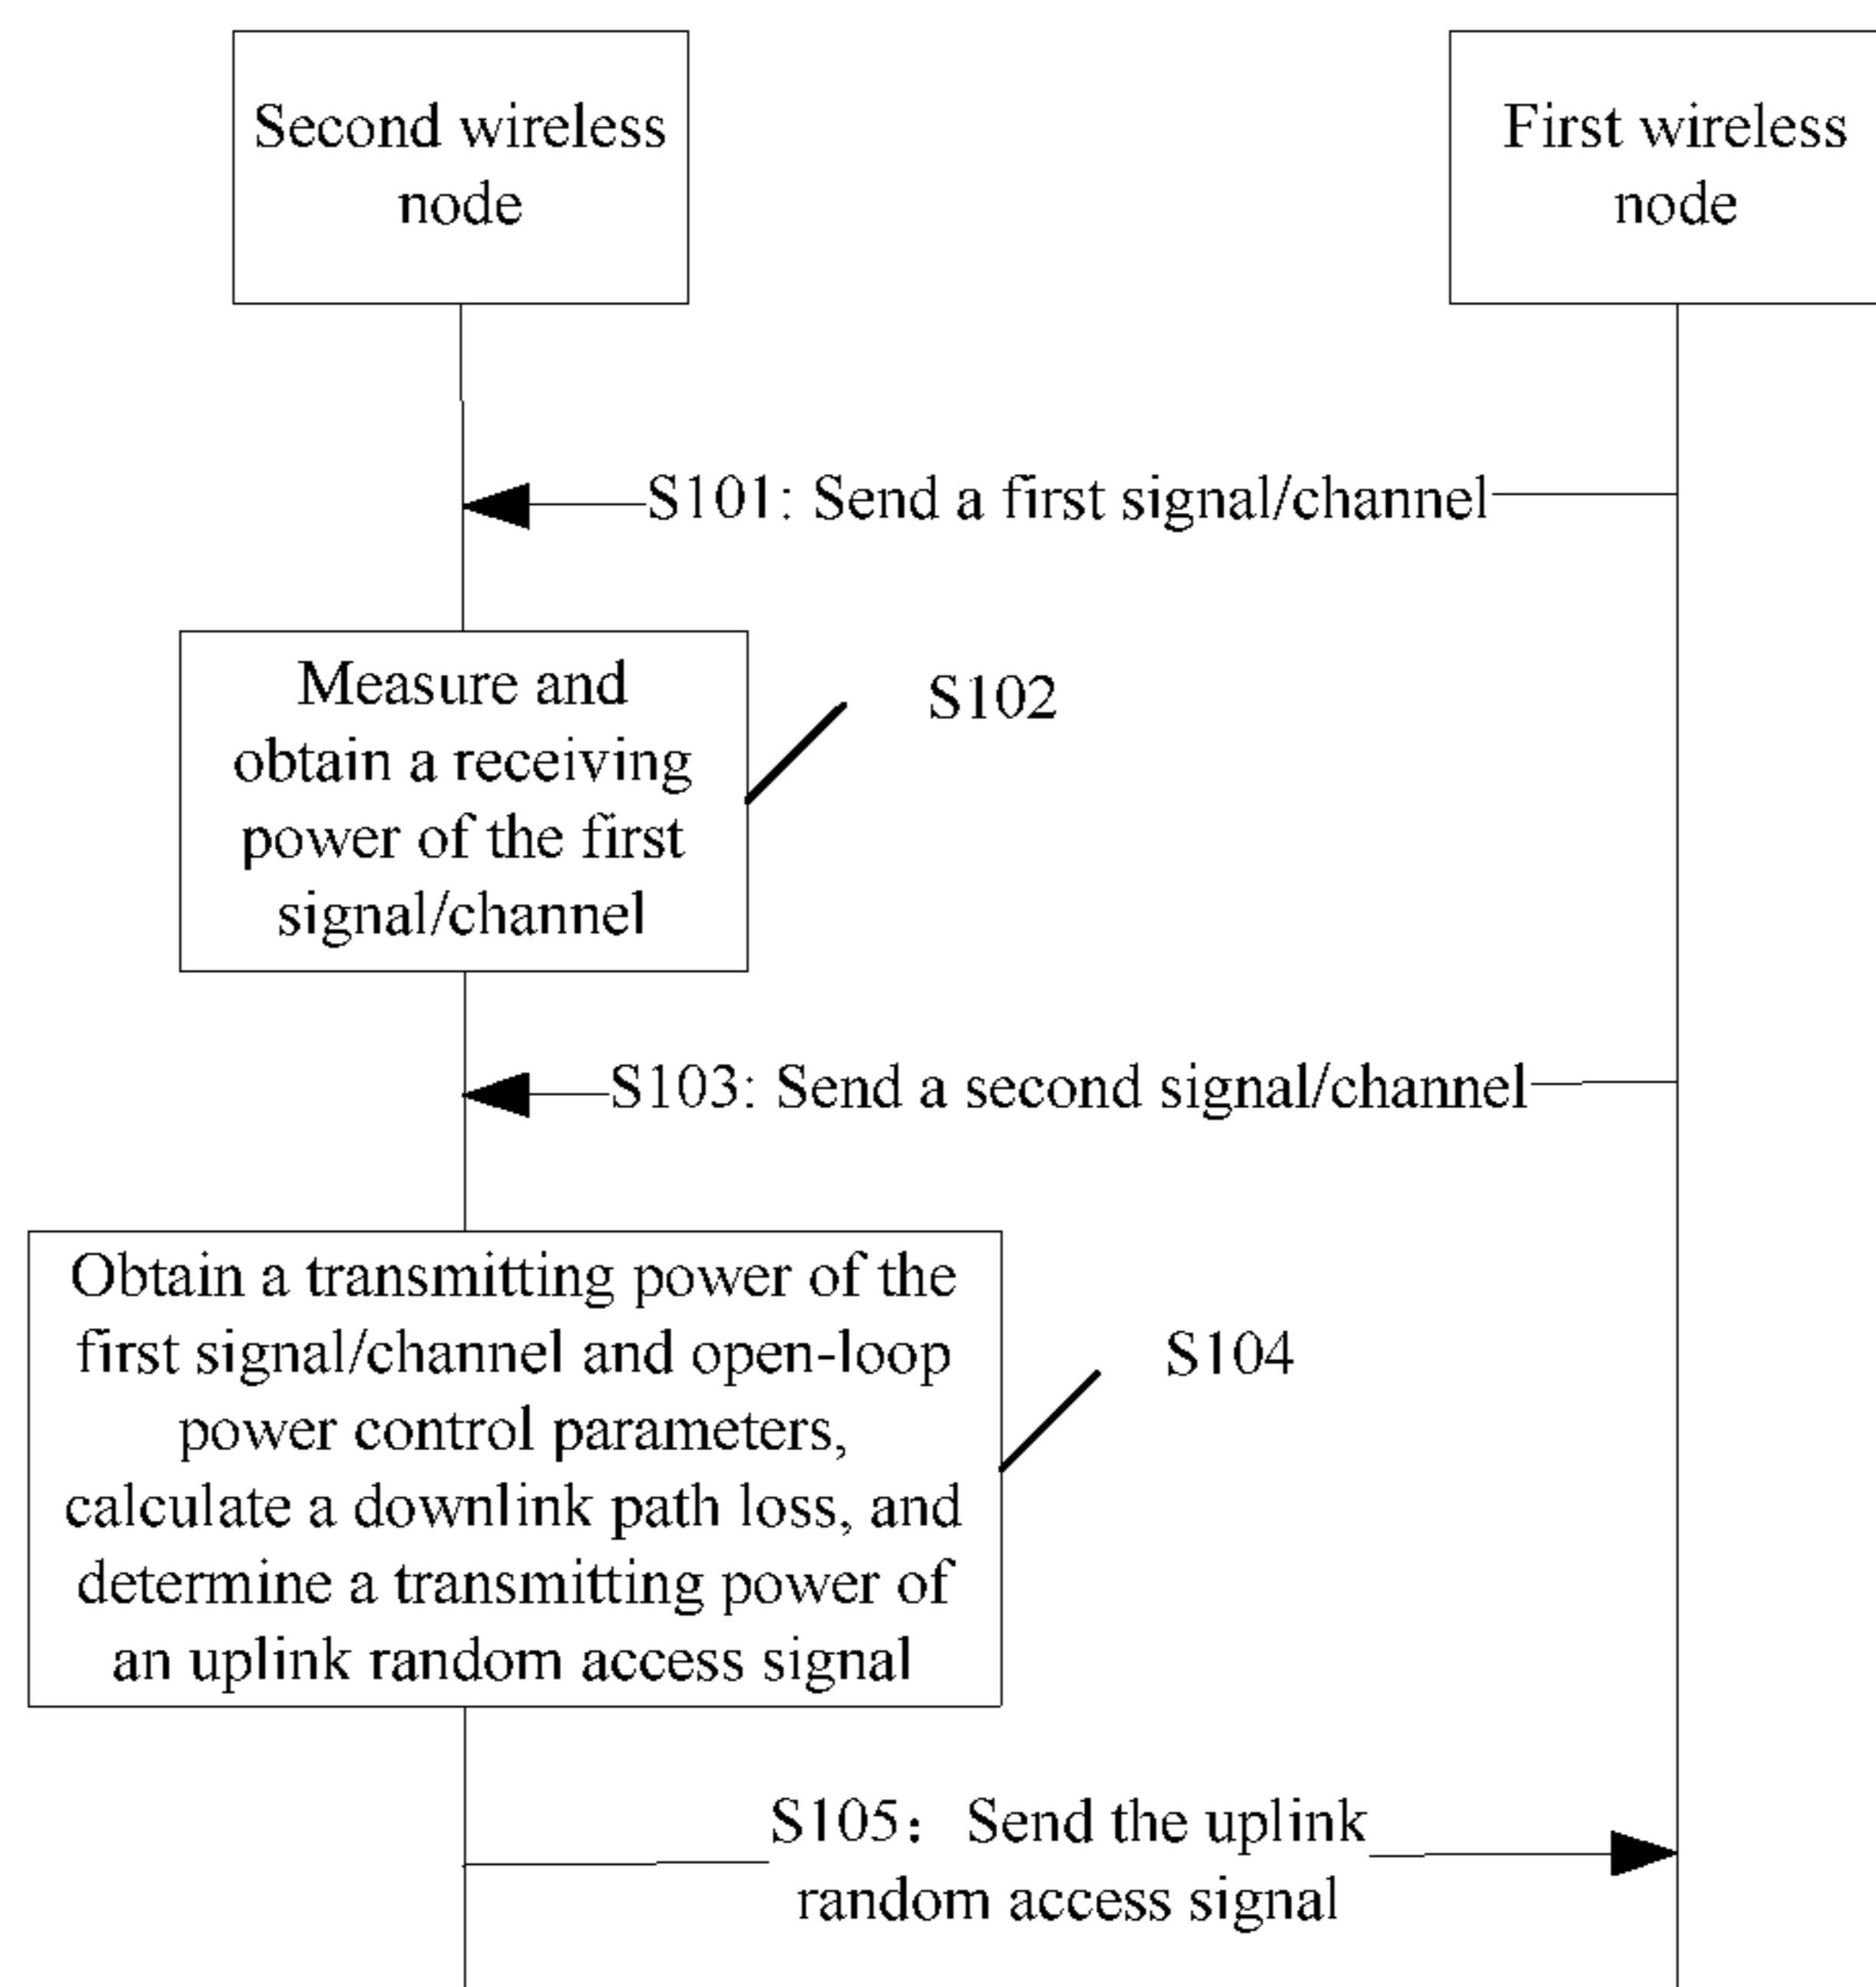 Second wireless
node
First wireless
node
S101: Send a first signal/channel
Measure and
obtain a receiving
power of the first
signal/channel
S102
S103: Send a second signal/channel
Obtain a transmitting power of the
first signal/channel and open-loop
power control parameters,
calculate a downlink path loss, and
determine a transmitting power of
an uplink random access signal
S104
S105： Send the uplink
random access signal